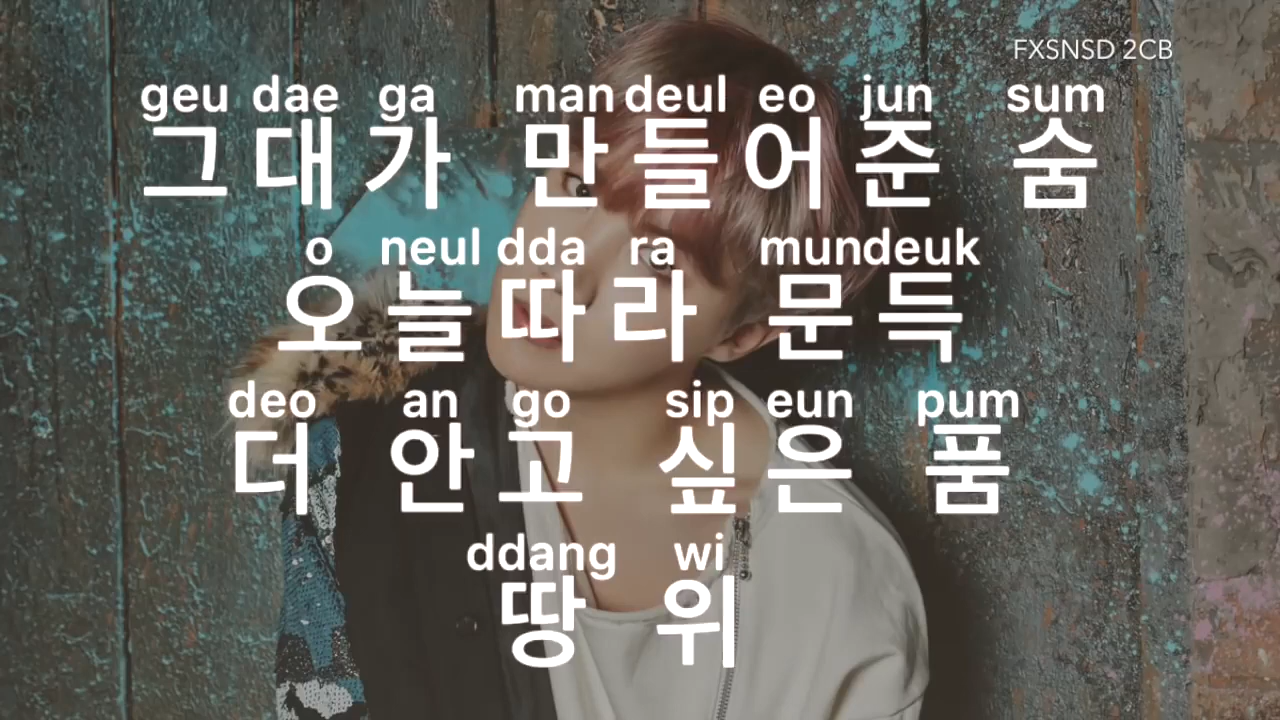 FXSNSD 2CB
geu dae ga man deul eo jun sum
그대가 만들어준 숨
o neul dda ra mundeuk
오늘따라 문득
deo an go sip eun pum
더 안고 싶은 품
ddang wi
땅 위